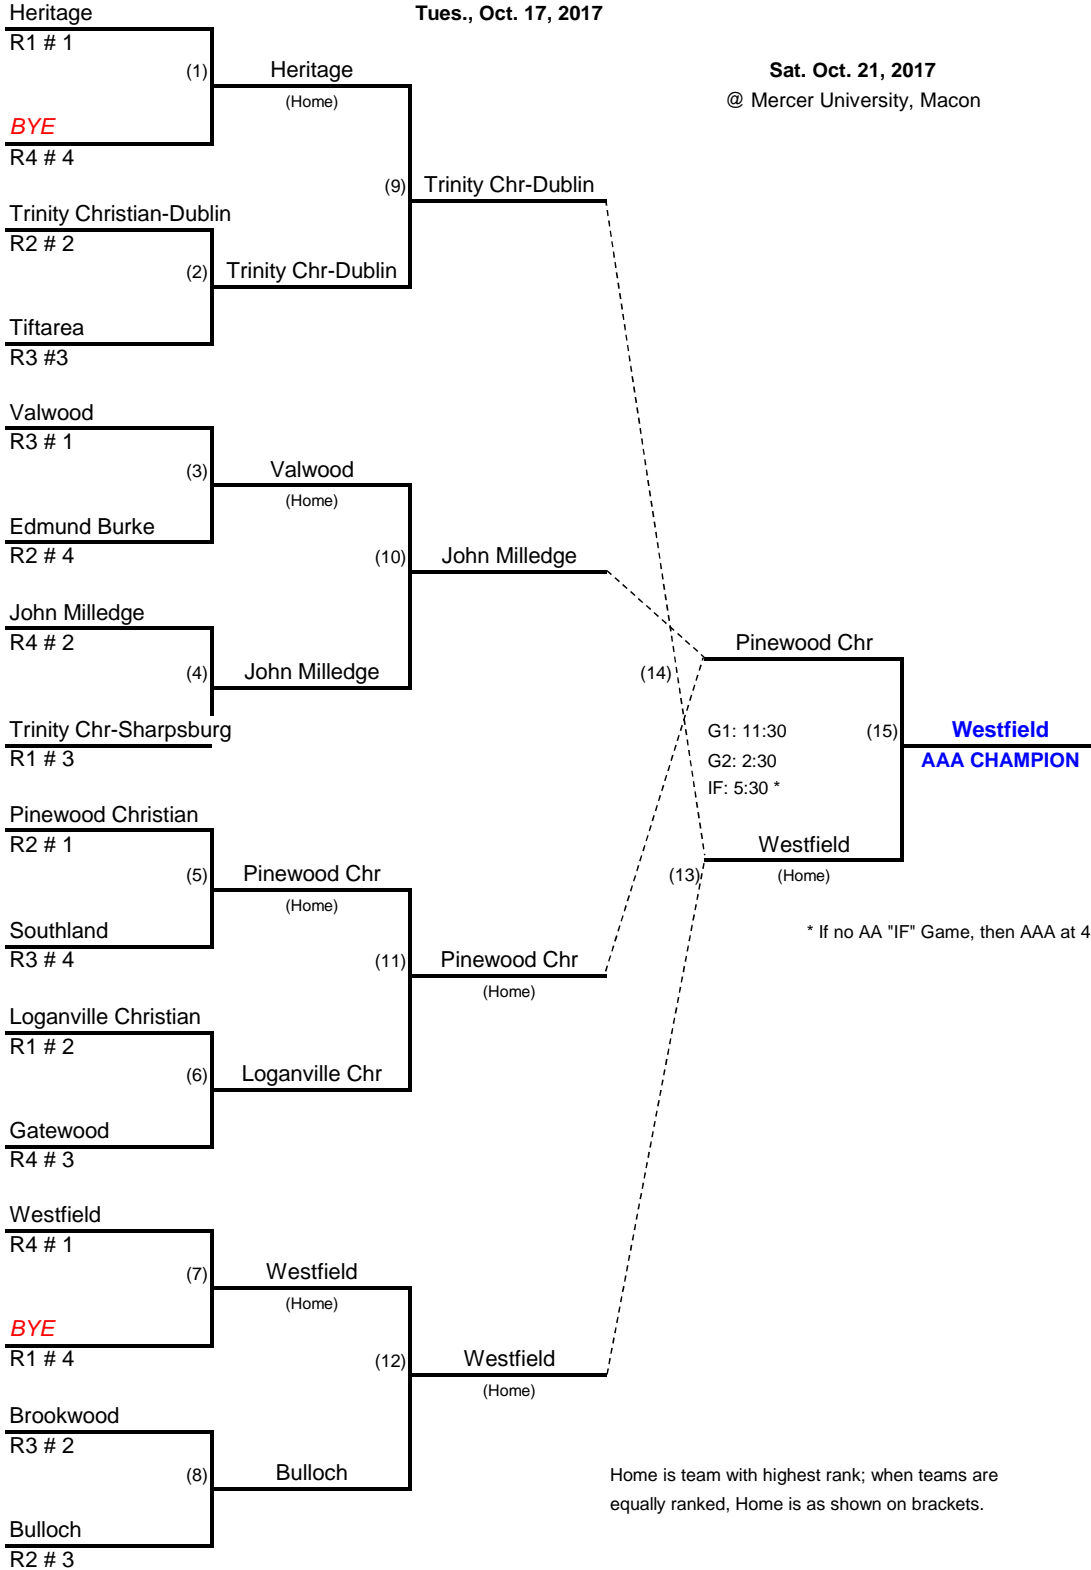 Heritage
Tues., Oct. 17, 2017
R1 # 1
(1)
Heritage
(Home)
Sat. Oct. 21, 2017
@ Mercer University, Macon
BYE
R4 # 4
(9)
Trinity Chr-Dublin
Trinity Christian-Dublin
R2 # 2
(2)
Trinity Chr-Dublin
Tiftarea
R3 #3
Valwood
R3 # 1
(3)
Valwood
(Home)
Edmund Burke
R2 # 4
(10)
John Milledge
John Milledge
R4 # 2
(4)
John Milledge
(14)
Pinewood Chr
Trinity Chr-Sharpsburg
R1 # 3
G1: 11:30
G2: 2:30
IF: 5:30 *
(15)
Westfield
AAA CHAMPION
Pinewood Christian
R2 # 1
(5)
Pinewood Chr
(Home)
(13)
Westfield
(Home)
Southland
R3 # 4
* If no AA "IF" Game, then AAA at 4
(11)
Pinewood Chr
(Home)
Loganville Christian
R1 # 2
(6)
Loganville Chr
Gatewood
R4 # 3
Westfield
R4 # 1
(7)
Westfield
(Home)
BYE
R1 # 4
(12)
Westfield
(Home)
Brookwood
R3 # 2
(8)
Bulloch
Home is team with highest rank; when teams are
equally ranked, Home is as shown on brackets.
Bulloch
R2 # 3